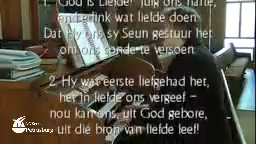 1. "God is Liefde!" juig ons harte,
en bedink wat liefde doen:
Dat Hy ons sy Seun gestuur het
om ons sonde te versoen.
2. Hy wat eerste liefgehad het,
het in liefde ons vergeef –
nou kan ons, uit God gebore,
uit die bron van liefde leef!
Petrusburg